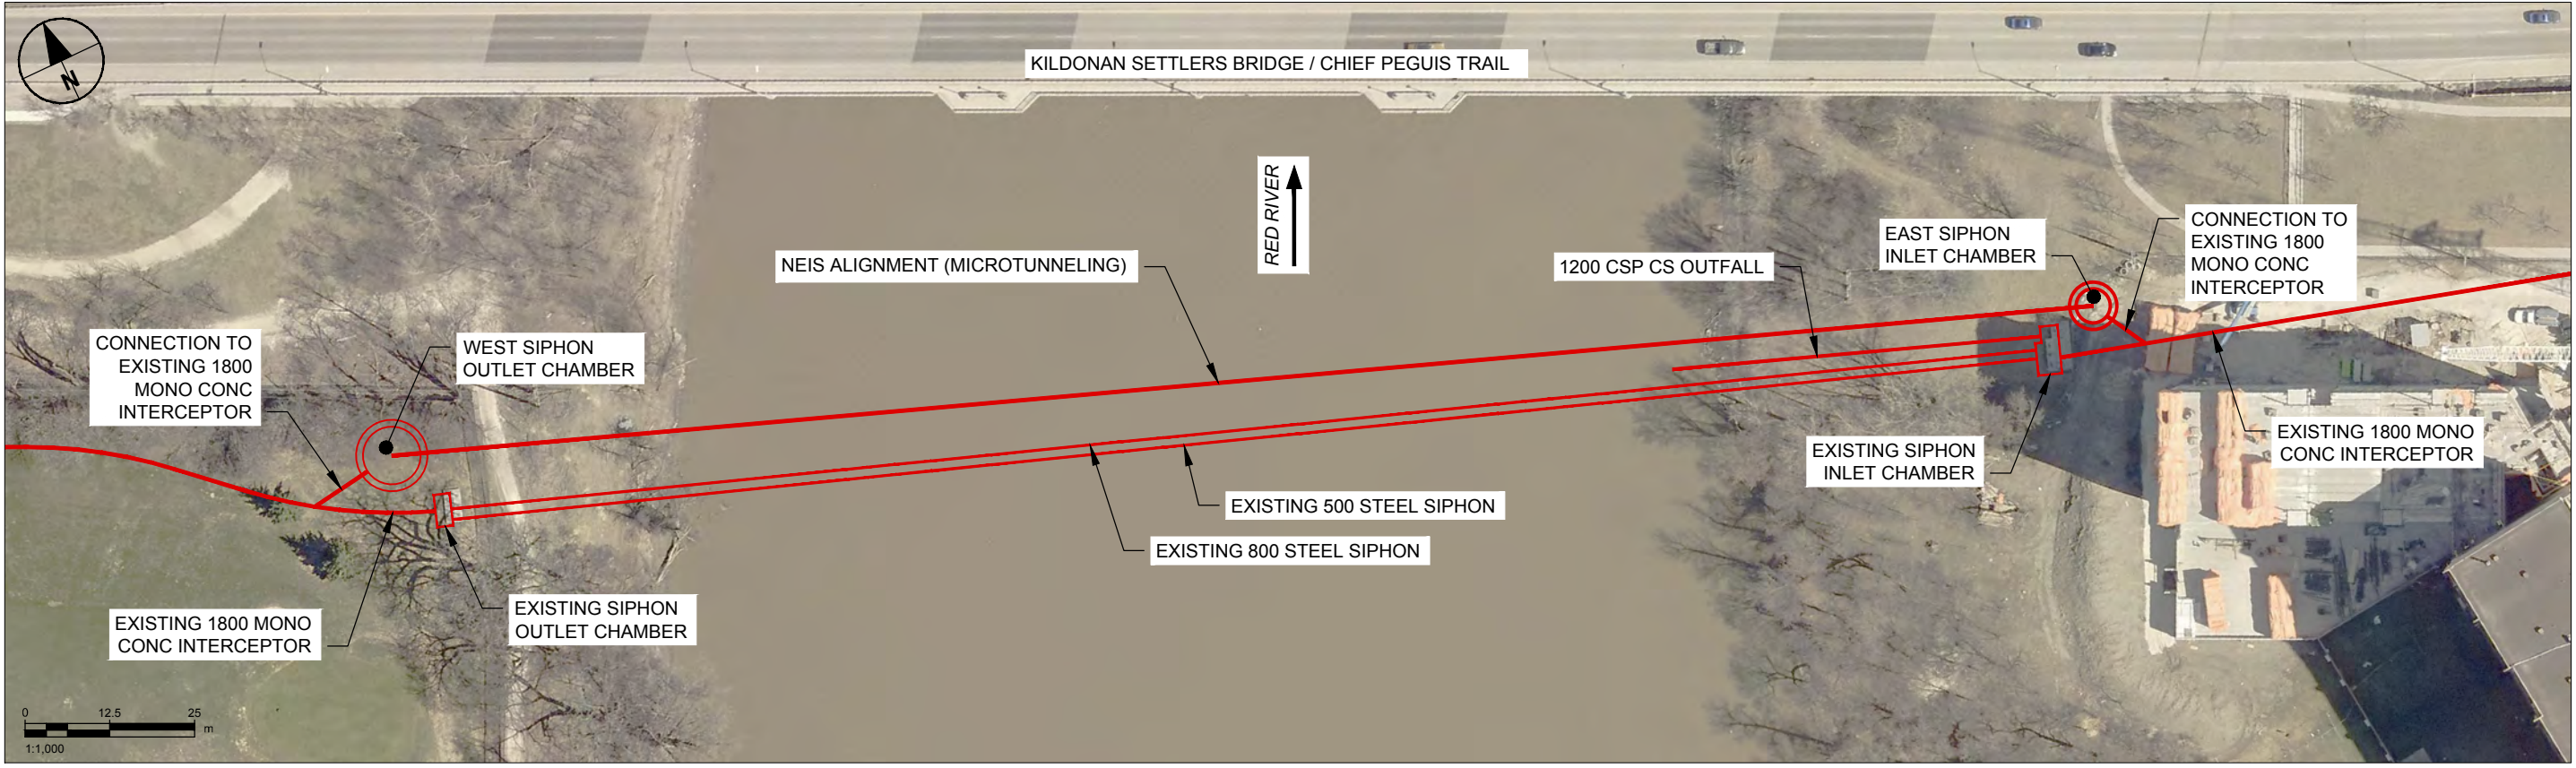 KILDONAN SETTLERS BRIDGE / CHIEF PEGUIS TRAIL
N
RED RIVER
NEIS ALIGNMENT (MICROTUNNELING)
1200 CSP CS OUTFALL
EAST SIPHON
INLET CHAMBER
CONNECTION TO
EXISTING 1800
MONO CONC
INTERCEPTOR
CONNECTION TO
EXISTING 1800
MONO CONC
INTERCEPTOR
WEST SIPHON
OUTLET CHAMBER
EXISTING SIPHON
INLET CHAMBER
EXISTING 1800 MONO
CONC INTERCEPTOR
EXISTING 500 STEEL SIPHON
EXISTING 800 STEEL SIPHON
EXISTING 1800 MONO
CONC INTERCEPTOR
EXISTING SIPHON
OUTLET CHAMBER
0 12.5 25
m
1:1,000